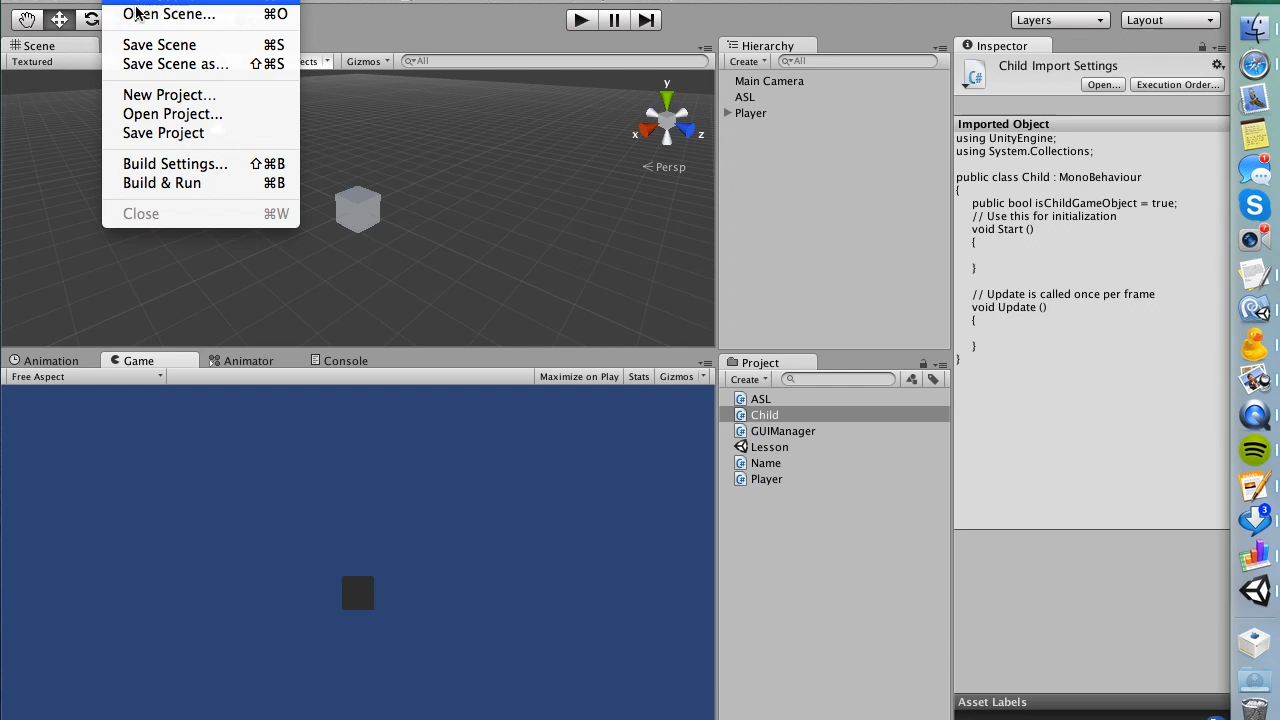 Open Scene... ⌘O
Save Scene ⌘S
Save Scene as... ⇧⌘S
New Project...
Open Project...
Save Project
Build Settings... ⇧⌘B
Build & Run ⌘B
Close ⌘W
Layers
Layout
Scene
Textured
Gizmos
All
y
x
z
Persp
Hierarchy
Create
All
Main Camera
ASL
Player
Inspector
Child Import Settings
Open...
Execution Order...
Imported Object
using UnityEngine;
using System.Collections;
public class Child : MonoBehaviour
{
public bool isChildGameObject = true;
// Use this for initialization
void Start ()
{
}
// Update is called once per frame
void Update ()
{
}
}
Animation
Game
Animator
Console
Free Aspect
Maximize on Play
Stats
Gizmos
Project
Create
ASL
Child
GUIManager
Lesson
Name
Player
Asset Labels
3